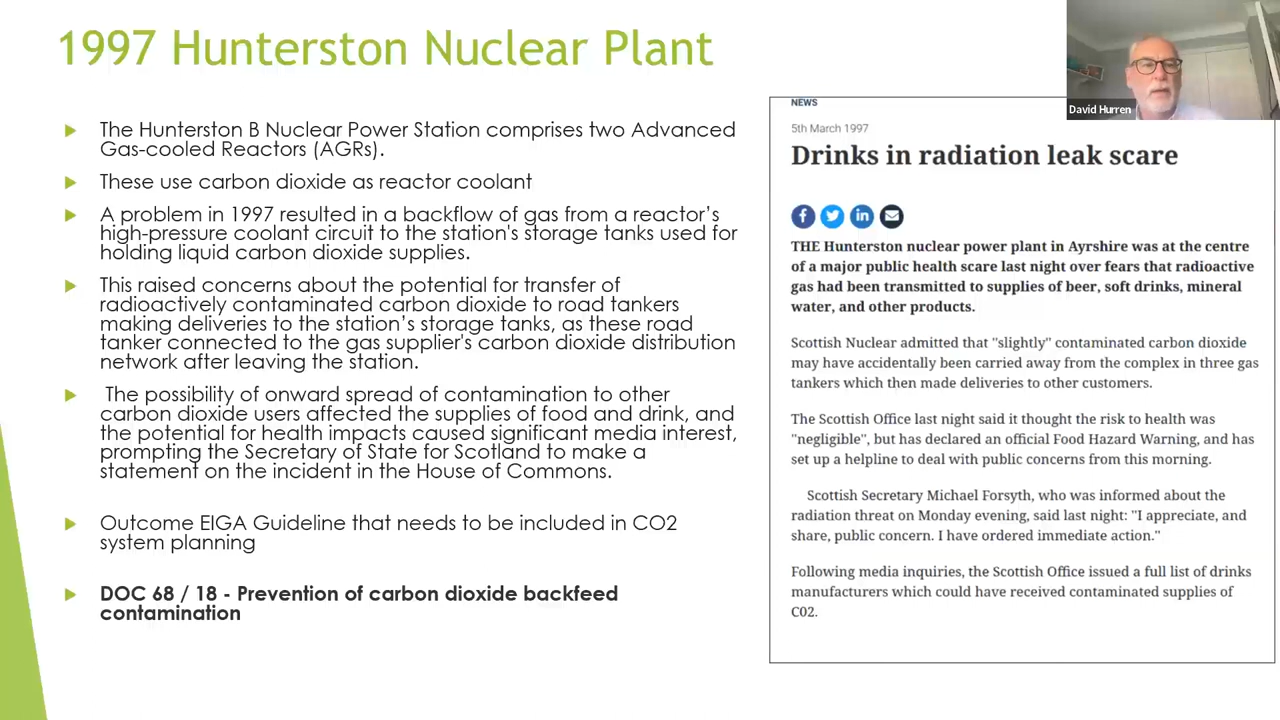 1997 Hunterston Nuclear Plant
The Hunterston B Nuclear Power Station comprises two Advanced
Gas-cooled Reactors (AGRs).
These use carbon dioxide as reactor coolant
A problem in 1997 resulted in a backflow of gas from a reactor’s
high-pressure coolant circuit to the station's storage tanks used for
holding liquid carbon dioxide supplies.
This raised concerns about the potential for transfer of
radioactively contaminated carbon dioxide to road tankers
making deliveries to the station’s storage tanks, as these road
tanker connected to the gas supplier's carbon dioxide distribution
network after leaving the station.
The possibility of onward spread of contamination to other
carbon dioxide users affected the supplies of food and drink, and
the potential for health impacts caused significant media interest,
prompting the Secretary of State for Scotland to make a
statement on the incident in the House of Commons.
Outcome EIGA Guideline that needs to be included in CO2
system planning
DOC 68 / 18 - Prevention of carbon dioxide backfeed
contamination
David Hurren
NEWS
5th March 1997
Drinks in radiation leak scare
THE Hunterston nuclear power plant in Ayrshire was at the centre
of a major public health scare last night over fears that radioactive
gas had been transmitted to supplies of beer, soft drinks, mineral
water, and other products.
Scottish Nuclear admitted that "slightly" contaminated carbon dioxide
may have accidentally been carried away from the complex in three gas
tankers which then made deliveries to other customers.
The Scottish Office last night said it thought the risk to health was
"negligible", but has declared an official Food Hazard Warning, and has
set up a helpline to deal with public concerns from this morning.
Scottish Secretary Michael Forsyth, who was informed about the
radiation threat on Monday evening, said last night: "I appreciate, and
share, public concern. I have ordered immediate action."
Following media inquiries, the Scottish Office issued a full list of drinks
manufacturers which could have received contaminated supplies of
C02.